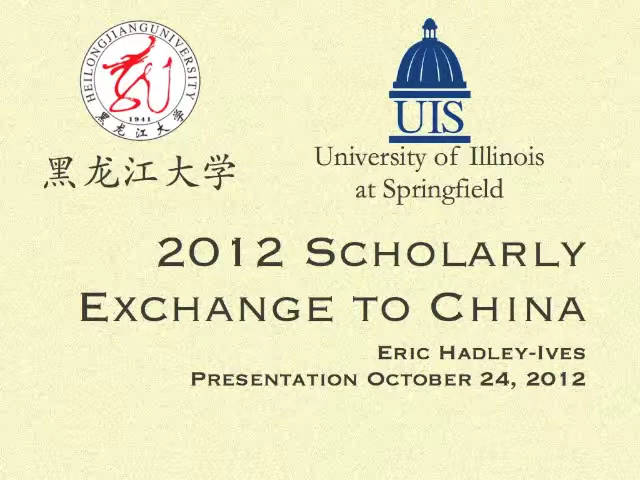 HEILONGJIANG UNIVERSITY
1941
黑龙江大学
黑龙江大学
UIS
University of Illinois
at Springfield
2012 Scholarly
Exchange to China
Eric Hadley-Ives
Presentation October 24, 2012